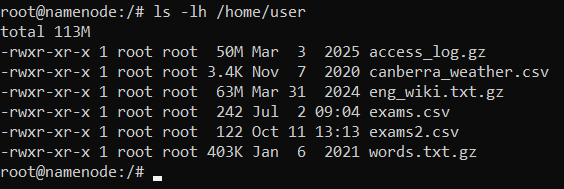 root@namenode:/# ls -lh /home/user
total 113M
-rwxr-xr-x 1 root root  50M Mar  3  2025 access_log.gz
-rwxr-xr-x 1 root root 3.4K Nov  7  2020 canberra_weather.csv
-rwxr-xr-x 1 root root  63M Mar 31  2024 eng_wiki.txt.gz
-rwxr-xr-x 1 root root  242 Jul  2 09:04 exams.csv
-rwxr-xr-x 1 root root  122 Oct 11 13:13 exams2.csv
-rwxr-xr-x 1 root root 403K Jan  6  2021 words.txt.gz
root@namenode:/#